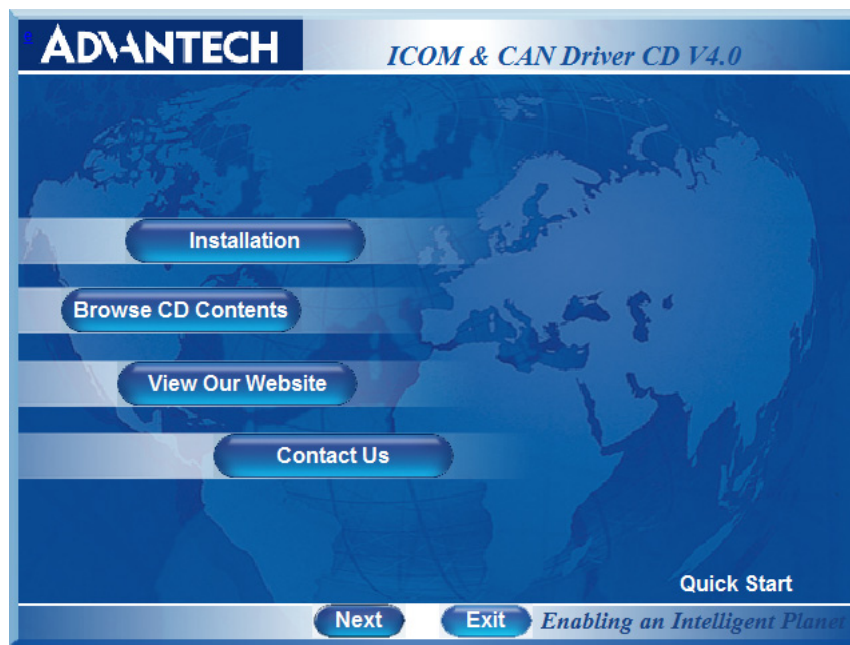 ADVANTECH
ICOM & CAN Driver CD V4.0
Installation
Browse CD Contents
View Our Website
Contact Us
Quick Start
Next
Exit
Enabling an Intelligent Planet